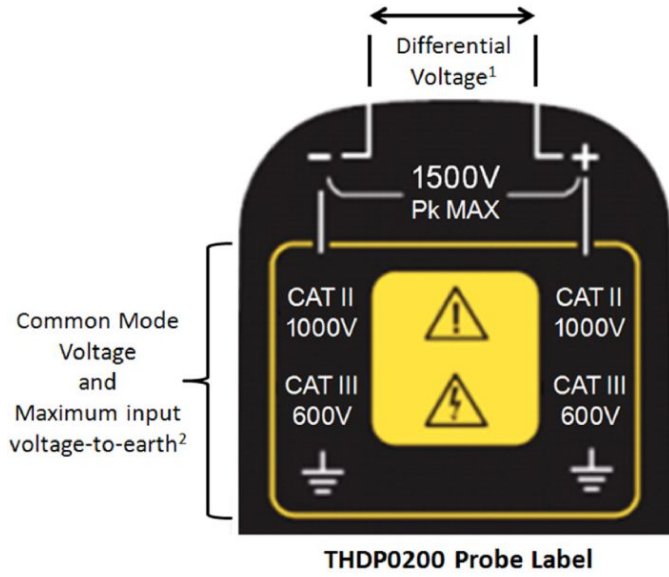 Differential
Voltage¹
- +
1500V
Pk MAX
Common Mode
Voltage
and
Maximum input
voltage-to-earth²
CAT II
1000V
CAT III
600V
CAT II
1000V
CAT III
600V
THDP0200 Probe Label